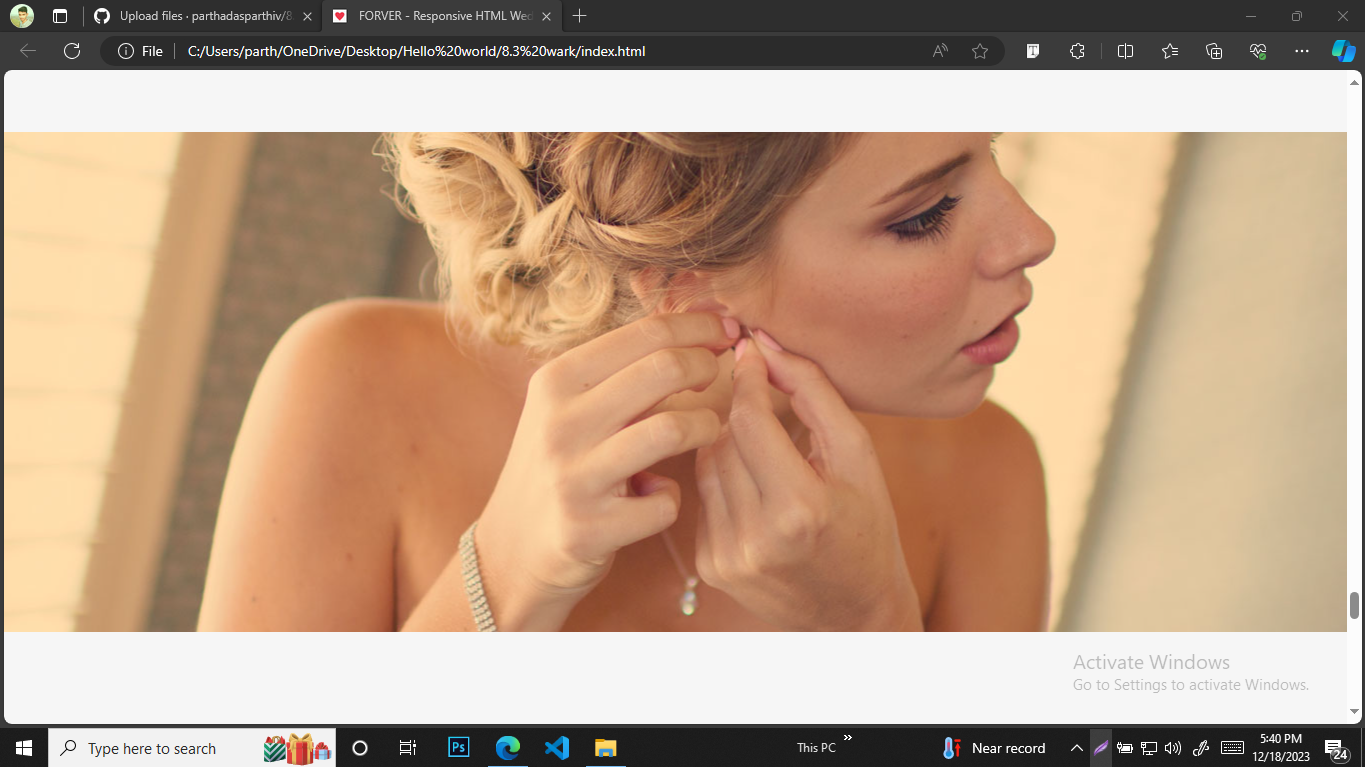 Upload files · parthadasparthiv/8.
FORVER - Responsive HTML Wed
File
C:/Users/parth/OneDrive/Desktop/Hello%20world/8.3%20wark/index.html
Activate Windows
Go to Settings to activate Windows.
Type here to search
Ps
This PC
Near record
5:40 PM
12/18/2023
24